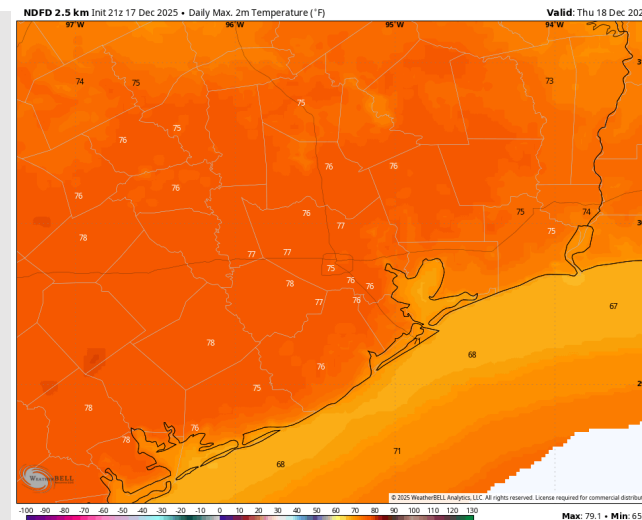 NDFD 2.5 km Init 21z 17 Dec 2025 • Daily Max. 2m Temperature (°F)
Valid: Thu 18 Dec 202
97°W 96°W 95°W 94°W
74 75 75 73
76 75
76 76
76 76 76 75 74
78 77 75
77 77
75
78 76 76
77 76
67
78 71 68
76
75
78 76
78
68 71
WEATHERBELL
© 2025 WeatherBELL Analytics, LLC. All rights reserved. License required for commercial distribut
-100 -90 -80 -70 -60 -50 -40 -30 -20 -10 0 10 20 30 40 50 60 70 80 90 100 110 120 130
Max: 79.1 • Min: 65